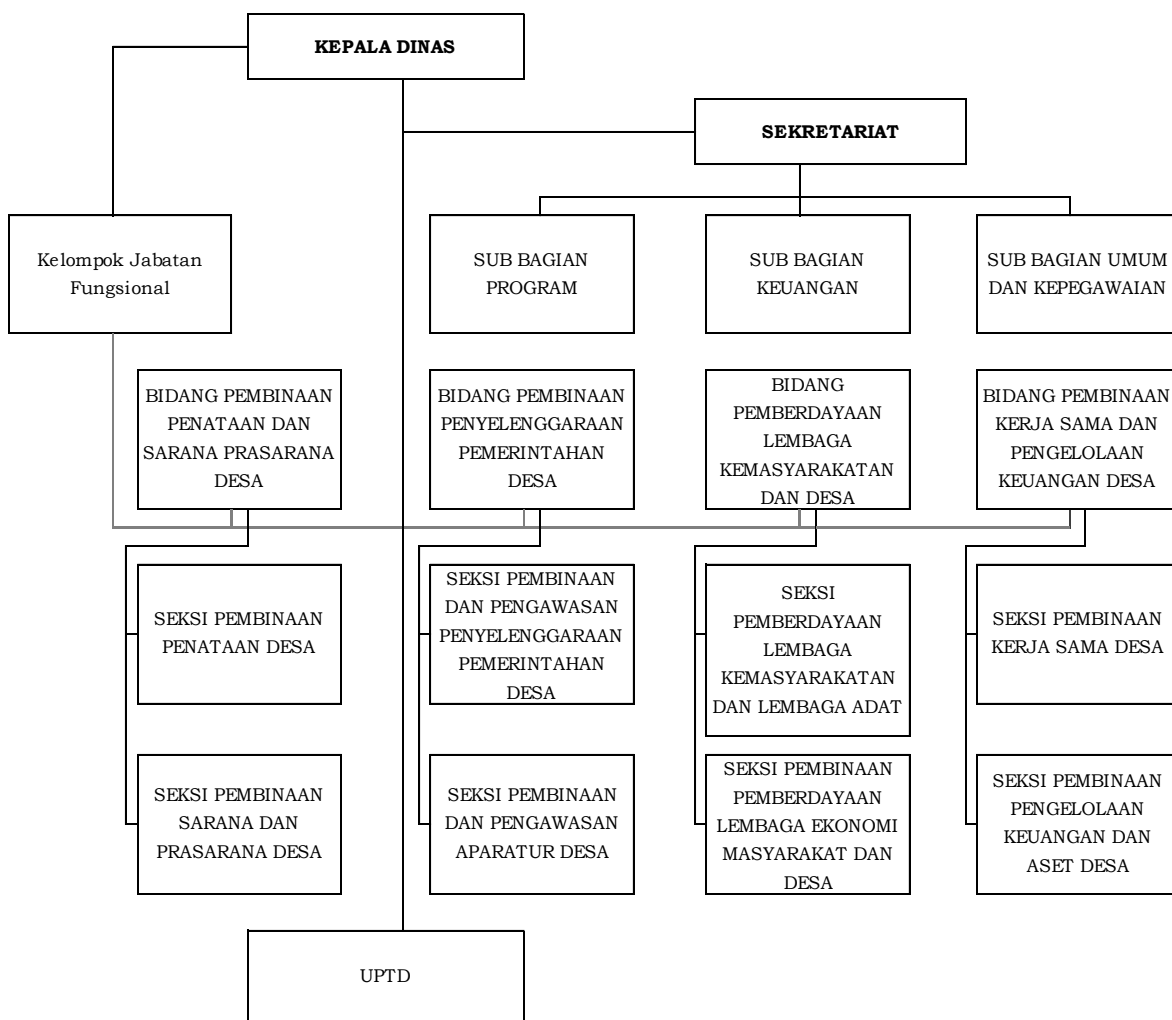 KEPALA DINAS
SEKRETARIAT
Kelompok Jabatan
Fungsional
SUB BAGIAN
PROGRAM
SUB BAGIAN
KEUANGAN
SUB BAGIAN UMUM
DAN KEPEGAWAIAN
BIDANG PEMBINAAN
PENATAAN DAN
SARANA PRASARANA
DESA
BIDANG PEMBINAAN
PENYELENGGARAAN
PEMERINTAHAN
DESA
BIDANG
PEMBERDAYAAN
LEMBAGA
KEMASYARAKATAN
DAN DESA
BIDANG PEMBINAAN
KERJA SAMA DAN
PENGELOLAAN
KEUANGAN DESA
SEKSI PEMBINAAN
PENATAAN DESA
SEKSI PEMBINAAN
DAN PENGAWASAN
PENYELENGGARAAN
PEMERINTAHAN
DESA
SEKSI
PEMBERDAYAAN
LEMBAGA
KEMASYARAKATAN
DAN LEMBAGA ADAT
SEKSI PEMBINAAN
KERJA SAMA DESA
SEKSI PEMBINAAN
SARANA DAN
PRASARANA DESA
SEKSI PEMBINAAN
DAN PENGAWASAN
APARATUR DESA
SEKSI PEMBINAAN
PEMBERDAYAAN
LEMBAGA EKONOMI
MASYARAKAT DAN
DESA
SEKSI PEMBINAAN
PENGELOLAAN
KEUANGAN DAN
ASET DESA
UPTD